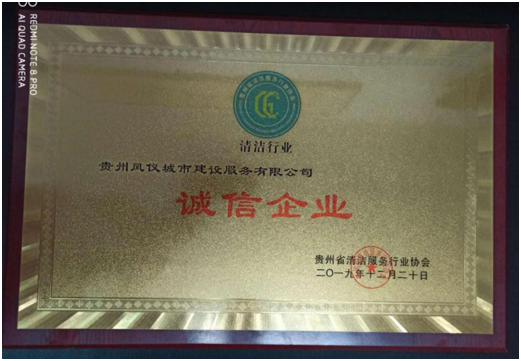 REDMI NOTE 8 PRO
AI QUAD CAMERA
清洁行业
贵州风仪城市建设服务有限公司
诚信企业
贵州省清洁服务行业协会
二〇一九年十二月二十日